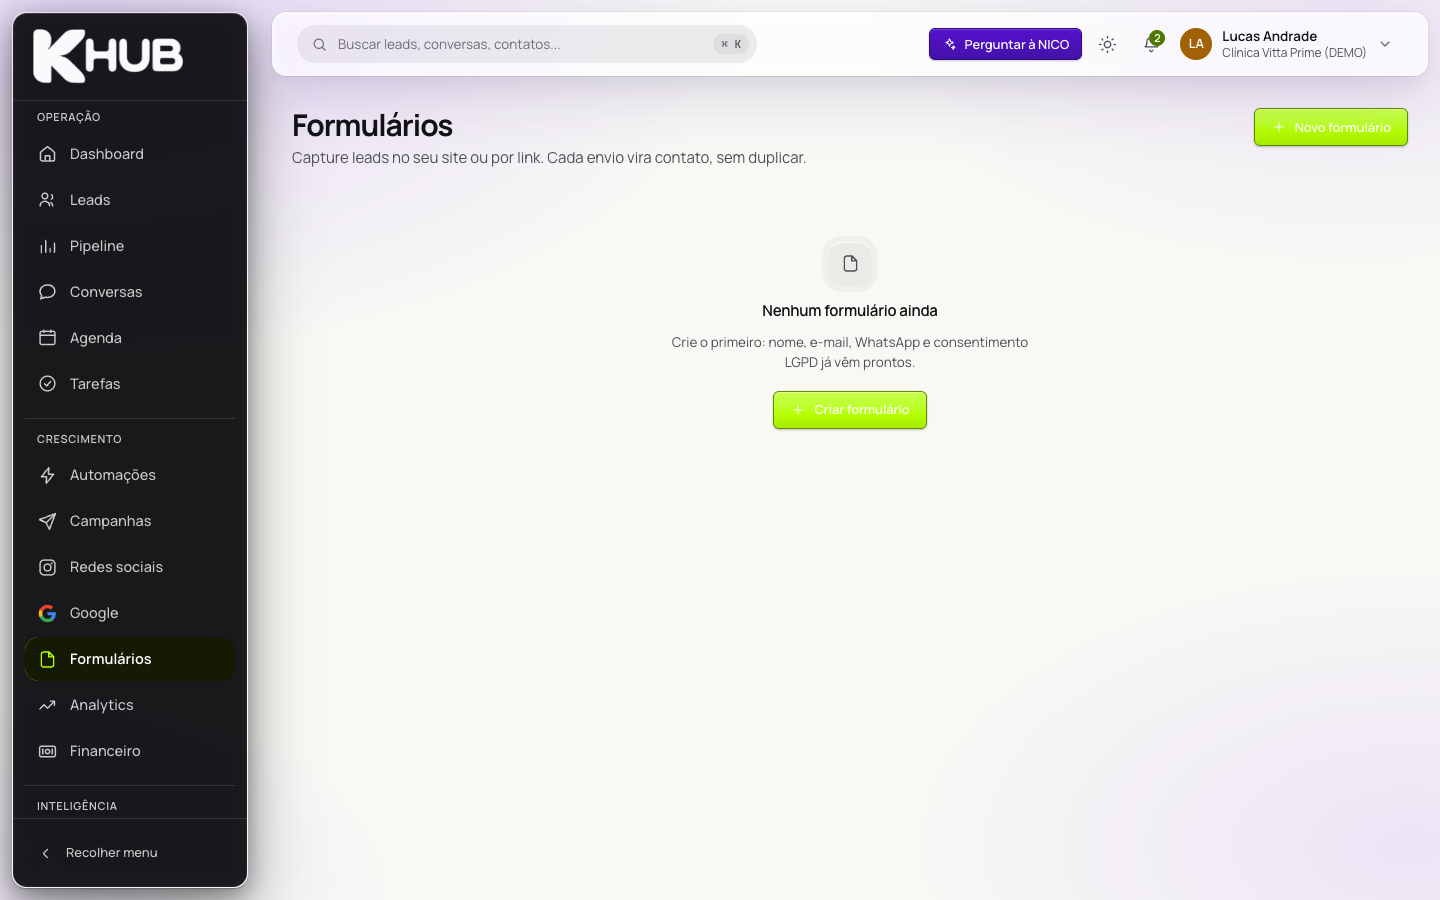 KHUB
OPERAÇÃO
Dashboard
Leads
Pipeline
Conversas
Agenda
Tarefas
CRESCIMENTO
Automações
Campanhas
Redes sociais
Google
Formulários
Analytics
Financeiro
INTELIGÊNCIA
Recolher menu
Buscar leads, conversas, contatos... ⌘ K
Perguntar à NICO
2
LA
Lucas Andrade
Clínica Vitta Prime (DEMO)
Formulários
Capture leads no seu site ou por link. Cada envio vira contato, sem duplicar.
Novo formulário
Nenhum formulário ainda
Crie o primeiro: nome, e-mail, WhatsApp e consentimento
LGPD já vêm prontos.
Criar formulário